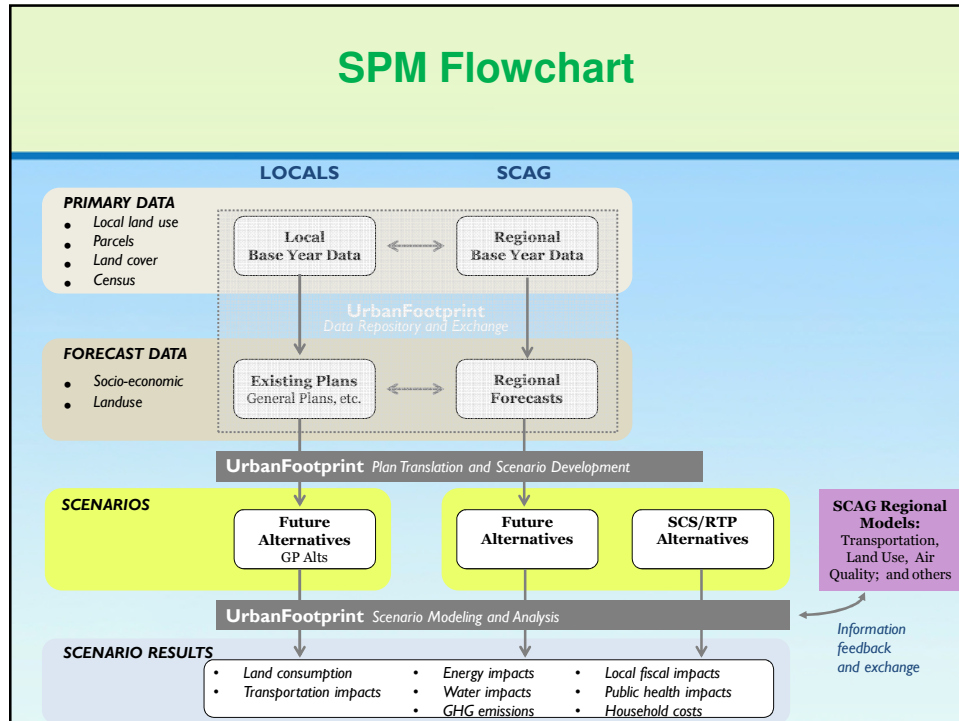 SPM Flowchart
LOCALS
SCAG
PRIMARY DATA
• Local land use
• Parcels
• Land cover
• Census
Local
Base Year Data
Regional
Base Year Data
UrbanFootprint
Data Repository and Exchange
FORECAST DATA
• Socio-economic
• Landuse
Existing Plans
General Plans, etc.
Regional
Forecasts
UrbanFootprint Plan Translation and Scenario Development
SCENARIOS
Future
Alternatives
GP Alts
Future
Alternatives
SCS/RTP
Alternatives
SCAG Regional
Models:
Transportation,
Land Use, Air
Quality; and others
UrbanFootprint Scenario Modeling and Analysis
Information
feedback
and exchange
SCENARIO RESULTS
• Land consumption
• Transportation impacts
• Energy impacts
• Water impacts
• GHG emissions
• Local fiscal impacts
• Public health impacts
• Household costs